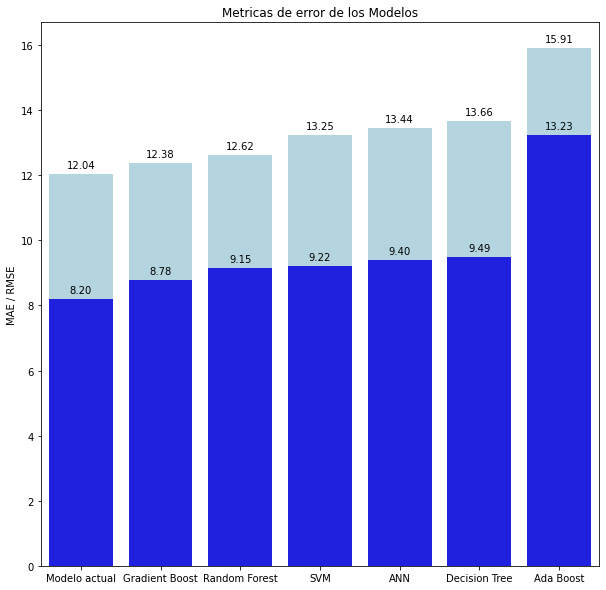 Metricas de error de los Modelos
MAE / RMSE
16
14
12
10
8
6
4
2
0
12.04
12.38
12.62
13.25
13.44
13.66
15.91
8.20
8.78
9.15
9.22
9.40
9.49
13.23
Modelo actual
Gradient Boost
Random Forest
SVM
ANN
Decision Tree
Ada Boost